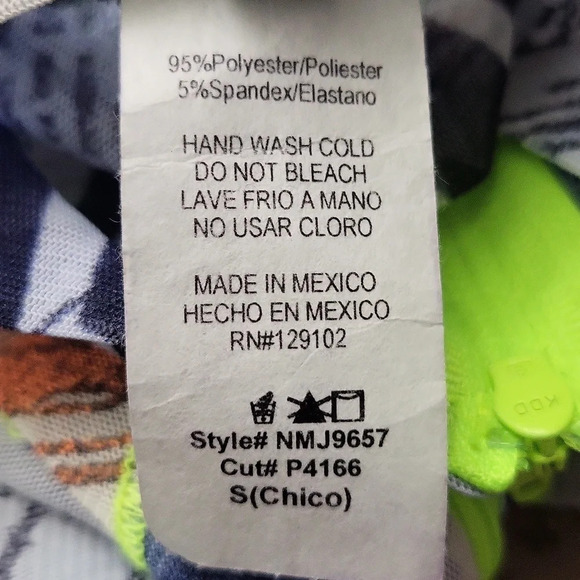 95%Polyester/Poliester
5%Spandex/Elastano
HAND WASH COLD
DO NOT BLEACH
LAVE FRIO A MANO
NO USAR CLORO
MADE IN MEXICO
HECHO EN MEXICO
RN#129102
Style# NMJ9657
Cut# P4166
S(Chico)
KDD